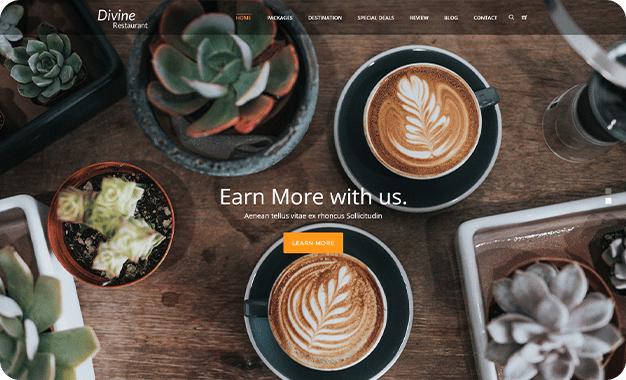 Divine
Restaurant
HOME PACKAGES DESTINATION SPECIAL DEALS REVIEW BLOG CONTACT
Earn More with us.
Aenean tellus vitae ex rhoncus Sollicitudin
LEARN MORE